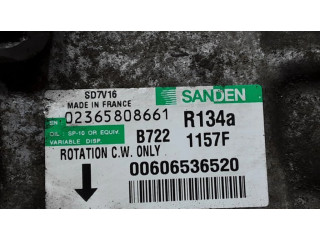 SD7V16
MADE IN FRANCE
SANDEN
SN 02365808661
R134a
OIL : SP-10 OR EQUIV.
VARIABLE DISP.
B722
1157F
ROTATION C.W. ONLY
00606536520